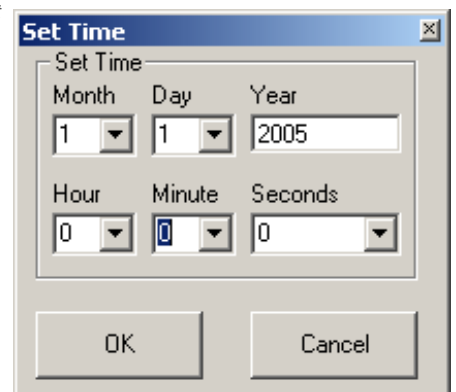 Set Time
Set Time
Month Day Year
1 1 2005
Hour Minute Seconds
0 0 0
OK Cancel